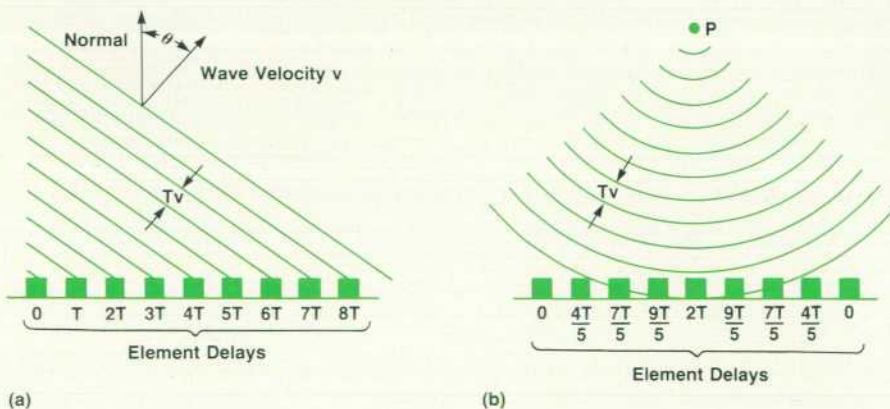 Normal
θ
Wave Velocity v
Tv
0 T 2T 3T 4T 5T 6T 7T 8T
Element Delays
(a)
P
Tv
0 4T/5 7T/5 9T/5 2T 9T/5 7T/5 4T/5 0
Element Delays
(b)